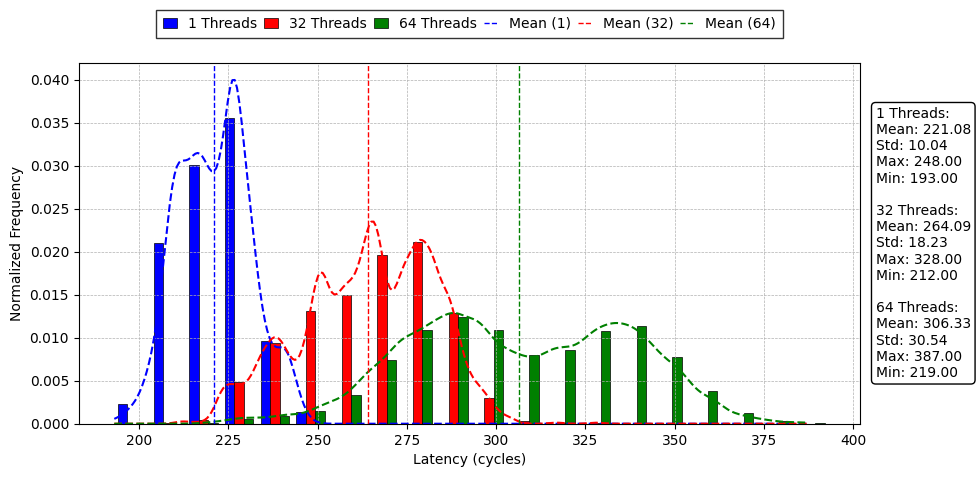 1 Threads 32 Threads 64 Threads Mean (1) Mean (32) Mean (64)
0.040
0.035
0.030
0.025
0.020
0.015
0.010
0.005
0.000
Normalized Frequency
200 225 250 275 300 325 350 375 400
Latency (cycles)
1 Threads:
Mean: 221.08
Std: 10.04
Max: 248.00
Min: 193.00
32 Threads:
Mean: 264.09
Std: 18.23
Max: 328.00
Min: 212.00
64 Threads:
Mean: 306.33
Std: 30.54
Max: 387.00
Min: 219.00